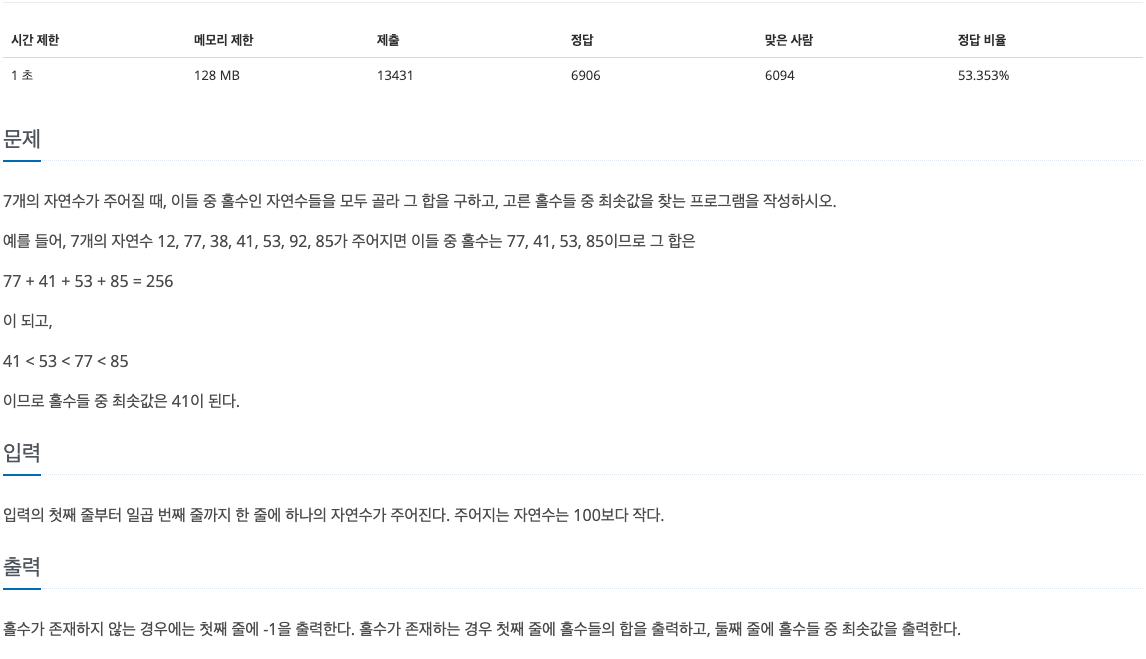 시간 제한 메모리 제한 제출 정답 맞은 사람 정답 비율
1 초 128 MB 13431 6906 6094 53.353%
문제
7개의 자연수가 주어질 때, 이들 중 홀수인 자연수들을 모두 골라 그 합을 구하고, 고른 홀수들 중 최솟값을 찾는 프로그램을 작성하시오.
예를 들어, 7개의 자연수 12, 77, 38, 41, 53, 92, 85가 주어지면 이들 중 홀수는 77, 41, 53, 85이므로 그 합은
77 + 41 + 53 + 85 = 256
이 되고,
41 < 53 < 77 < 85
이므로 홀수들 중 최솟값은 41이 된다.
입력
입력의 첫째 줄부터 일곱 번째 줄까지 한 줄에 하나의 자연수가 주어진다. 주어지는 자연수는 100보다 작다.
출력
홀수가 존재하지 않는 경우에는 첫째 줄에 -1을 출력한다. 홀수가 존재하는 경우 첫째 줄에 홀수들의 합을 출력하고, 둘째 줄에 홀수들 중 최솟값을 출력한다.